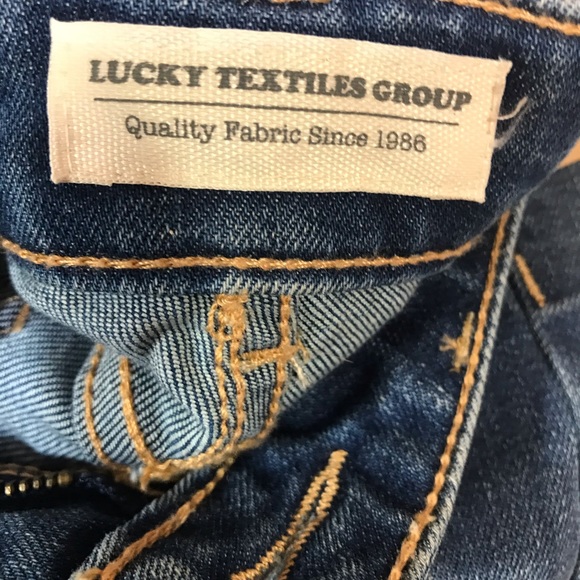 LUCKY TEXTILES GROUP
Quality Fabric Since 1986